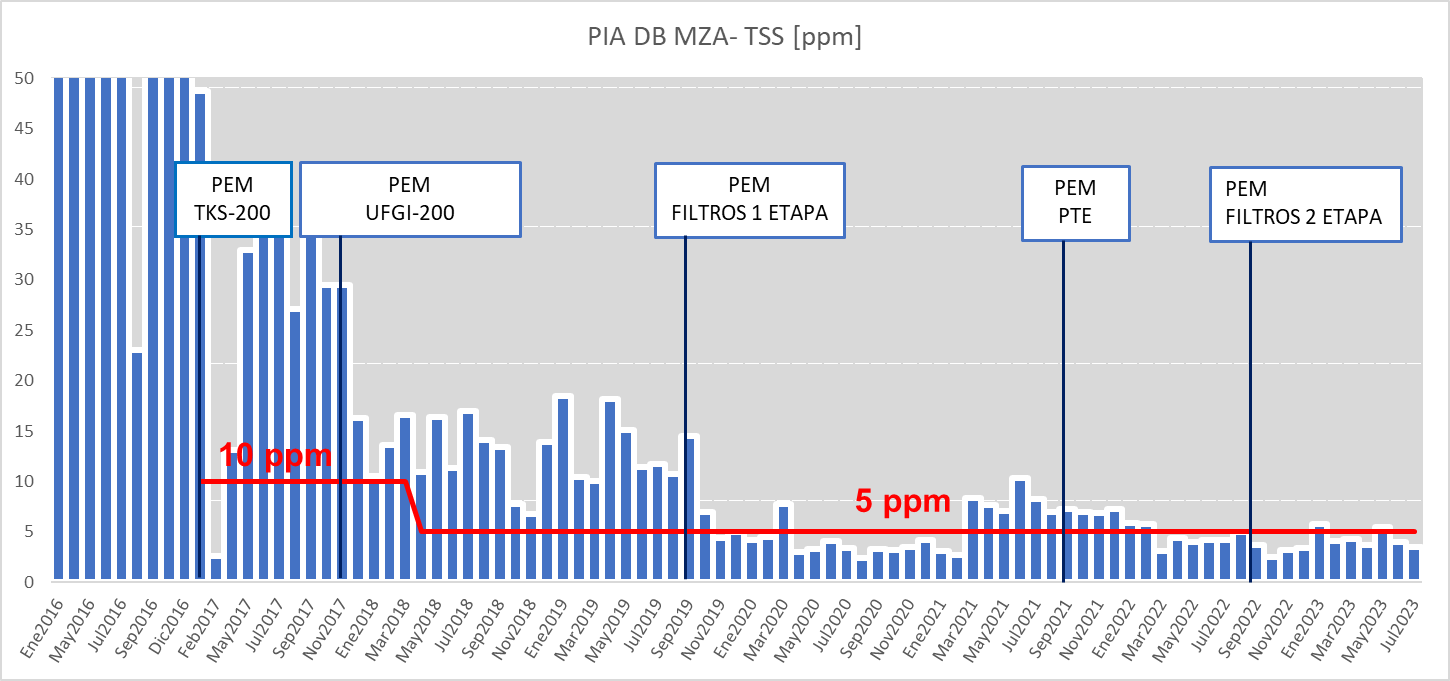 PIA DB MZA- TSS [ppm]
50
45
40
35
30
25
20
15
10
5
0
PEM
TKS-200
PEM
UFGI-200
PEM
FILTROS 1 ETAPA
PEM
PTE
PEM
FILTROS 2 ETAPA
10 ppm
5 ppm
Ene2016
May2016
Jul2016
Sep2016
Dic2016
Feb2017
May2017
Jul2017
Sep2017
Nov2017
Ene2018
Mar2018
May2018
Jul2018
Sep2018
Nov2018
Ene2019
Mar2019
May2019
Jul2019
Sep2019
Nov2019
Ene2020
Mar2020
May2020
Jul2020
Sep2020
Nov2020
Ene2021
Mar2021
May2021
Jul2021
Sep2021
Nov2021
Ene2022
Mar2022
May2022
Jul2022
Sep2022
Nov2022
Ene2023
Mar2023
May2023
Jul2023